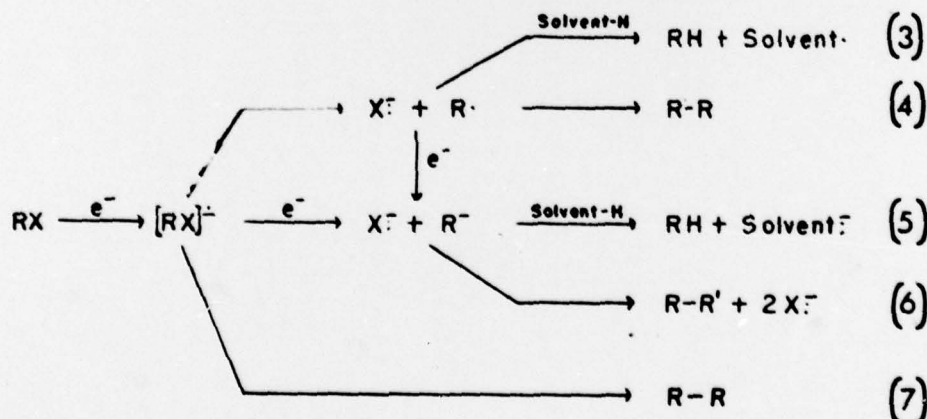 Solvent-H
RH + Solvent· (3)
X:⁻ + R· R-R (4)
e⁻
RX e⁻ [RX]·⁻ e⁻ X:⁻ + R⁻ Solvent-H RH + Solvent:⁻ (5)
R-R' + 2X:⁻ (6)
R-R (7)